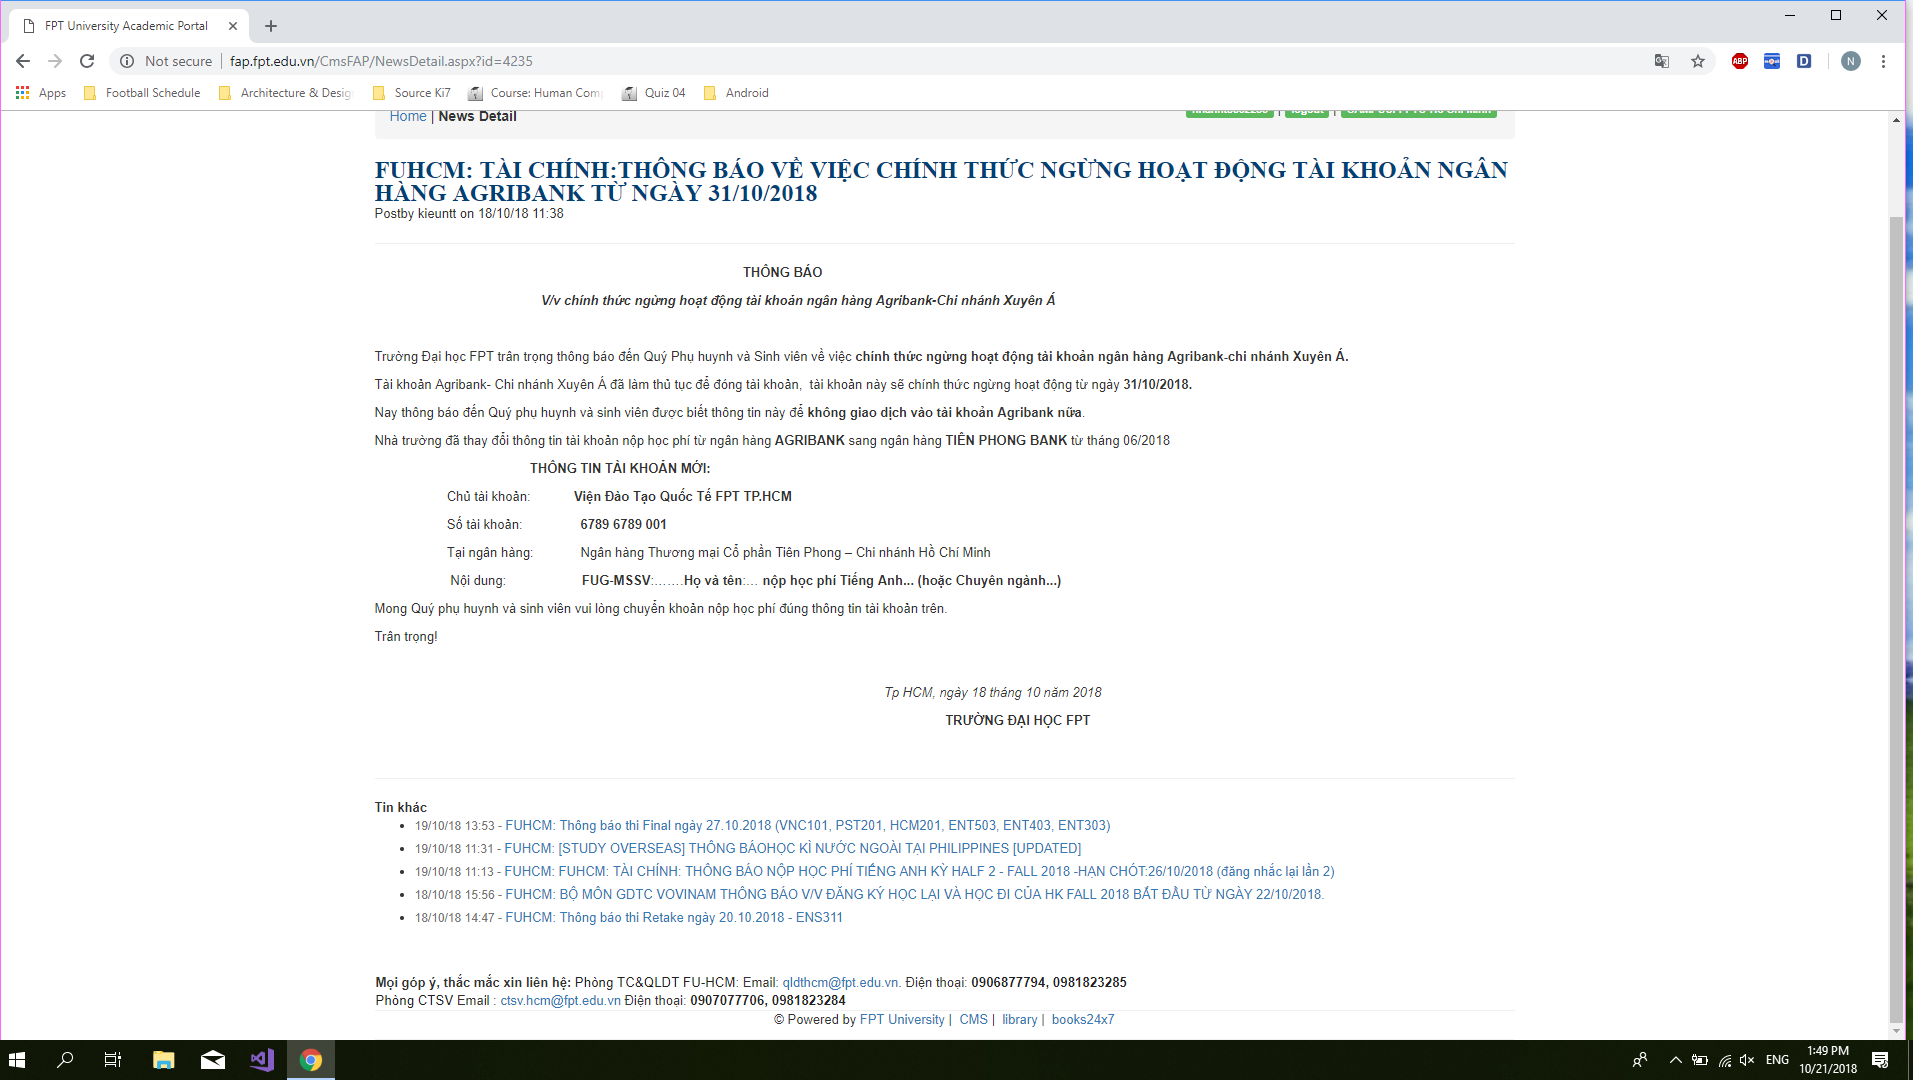 FPT University Academic Portal
Not secure | fap.fpt.edu.vn/CmsFAP/NewsDetail.aspx?id=4235
ABP
D
N
Apps
Football Schedule
Architecture & Desig
Source Ki7
Course: Human Com
Quiz 04
Android
Home | News Detail
FUHCM: TÀI CHÍNH:THÔNG BÁO VỀ VIỆC CHÍNH THỨC NGỪNG HOẠT ĐỘNG TÀI KHOẢN NGÂN
HÀNG AGRIBANK TỪ NGÀY 31/10/2018
Postby kieuntt on 18/10/18 11:38
THÔNG BÁO
V/v chính thức ngừng hoạt động tài khoản ngân hàng Agribank-Chi nhánh Xuyên Á
Trường Đại học FPT trân trọng thông báo đến Quý Phụ huynh và Sinh viên về việc chính thức ngừng hoạt động tài khoản ngân hàng Agribank-chi nhánh Xuyên Á.
Tài khoản Agribank- Chi nhánh Xuyên Á đã làm thủ tục để đóng tài khoản, tài khoản này sẽ chính thức ngừng hoạt động từ ngày 31/10/2018.
Nay thông báo đến Quý phụ huynh và sinh viên được biết thông tin này để không giao dịch vào tài khoản Agribank nữa.
Nhà trường đã thay đổi thông tin tài khoản nộp học phí từ ngân hàng AGRIBANK sang ngân hàng TIÊN PHONG BANK từ tháng 06/2018
THÔNG TIN TÀI KHOẢN MỚI:
Chủ tài khoản: Viện Đào Tạo Quốc Tế FPT TP.HCM
Số tài khoản: 6789 6789 001
Tại ngân hàng: Ngân hàng Thương mại Cổ phần Tiên Phong – Chi nhánh Hồ Chí Minh
Nội dung: FUG-MSSV:…….Họ và tên:… nộp học phí Tiếng Anh... (hoặc Chuyên ngành...)
Mong Quý phụ huynh và sinh viên vui lòng chuyển khoản nộp học phí đúng thông tin tài khoản trên.
Trân trọng!
Tp HCM, ngày 18 tháng 10 năm 2018
TRƯỜNG ĐẠI HỌC FPT
Tin khác
19/10/18 13:53 - FUHCM: Thông báo thi Final ngày 27.10.2018 (VNC101, PST201, HCM201, ENT503, ENT403, ENT303)
19/10/18 11:31 - FUHCM: [STUDY OVERSEAS] THÔNG BÁOHỌC KÌ NƯỚC NGOÀI TẠI PHILIPPINES [UPDATED]
19/10/18 11:13 - FUHCM: FUHCM: TÀI CHÍNH: THÔNG BÁO NỘP HỌC PHÍ TIẾNG ANH KỲ HALF 2 - FALL 2018 -HẠN CHÓT:26/10/2018 (đăng nhắc lại lần 2)
18/10/18 15:56 - FUHCM: BỘ MÔN GDTC VOVINAM THÔNG BÁO V/V ĐĂNG KÝ HỌC LẠI VÀ HỌC ĐI CỦA HK FALL 2018 BẮT ĐẦU TỪ NGÀY 22/10/2018.
18/10/18 14:47 - FUHCM: Thông báo thi Retake ngày 20.10.2018 - ENS311
Mọi góp ý, thắc mắc xin liên hệ: Phòng TC&QLDT FU-HCM: Email: qldthcm@fpt.edu.vn. Điện thoại: 0906877794, 0981823285
Phòng CTSV Email : ctsv.hcm@fpt.edu.vn Điện thoại: 0907077706, 0981823284
© Powered by FPT University | CMS | library | books24x7
ENG
1:49 PM
10/21/2018